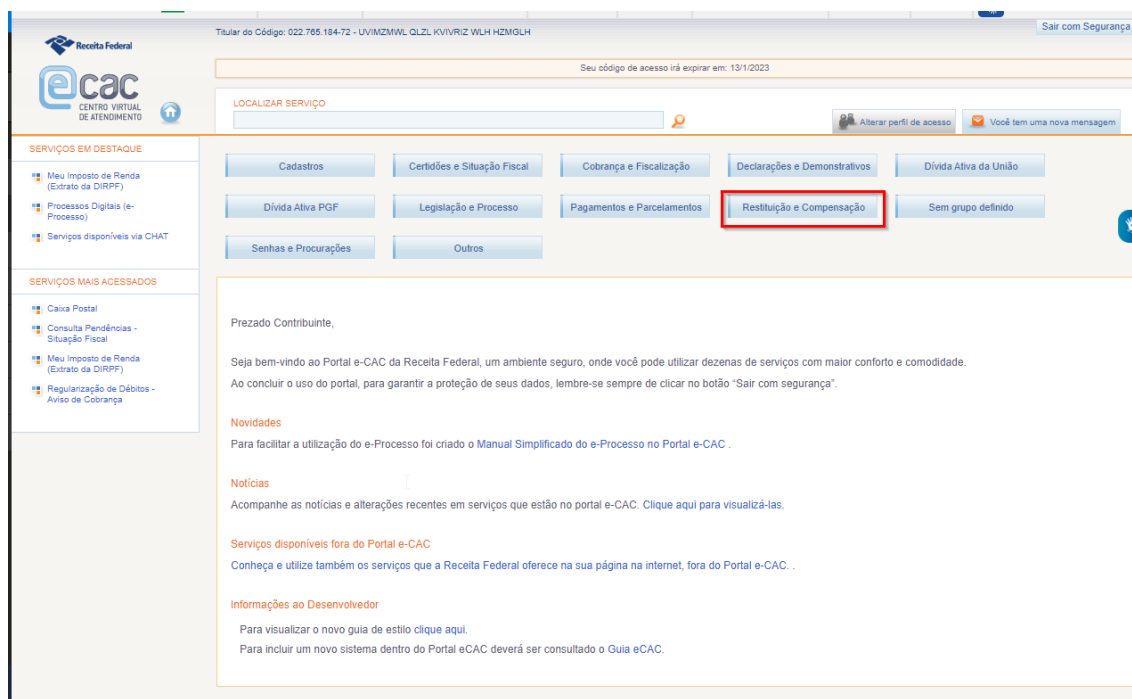 Receita Federal
Titular do Código: 022.765.184-72 - UVIMZMWL QLZL KVIVRIZ WLH HZMGLH
Sair com Segurança
Seu código de acesso irá expirar em: 13/1/2023
ecac
CENTRO VIRTUAL
DE ATENDIMENTO
LOCALIZAR SERVIÇO
Alterar perfil de acesso
Você tem uma nova mensagem
SERVIÇOS EM DESTAQUE
Meu Imposto de Renda
(Extrato da DIRPF)
Processos Digitais (e-
Processo)
Serviços disponíveis via CHAT
SERVIÇOS MAIS ACESSADOS
Caixa Postal
Consulta Pendências -
Situação Fiscal
Meu Imposto de Renda
(Extrato da DIRPF)
Regularização de Débitos -
Aviso de Cobrança
Cadastros
Certidões e Situação Fiscal
Cobrança e Fiscalização
Declarações e Demonstrativos
Dívida Ativa da União
Dívida Ativa PGF
Legislação e Processo
Pagamentos e Parcelamentos
Restituição e Compensação
Sem grupo definido
Senhas e Procurações
Outros
Prezado Contribuinte,
Seja bem-vindo ao Portal e-CAC da Receita Federal, um ambiente seguro, onde você pode utilizar dezenas de serviços com maior conforto e comodidade.
Ao concluir o uso do portal, para garantir a proteção de seus dados, lembre-se sempre de clicar no botão “Sair com segurança”.
Novidades
Para facilitar a utilização do e-Processo foi criado o Manual Simplificado do e-Processo no Portal e-CAC .
Notícias
Acompanhe as notícias e alterações recentes em serviços que estão no portal e-CAC. Clique aqui para visualizá-las.
Serviços disponíveis fora do Portal e-CAC
Conheça e utilize também os serviços que a Receita Federal oferece na sua página na internet, fora do Portal e-CAC. .
Informações ao Desenvolvedor
Para visualizar o novo guia de estilo clique aqui.
Para incluir um novo sistema dentro do Portal eCAC deverá ser consultado o Guia eCAC.